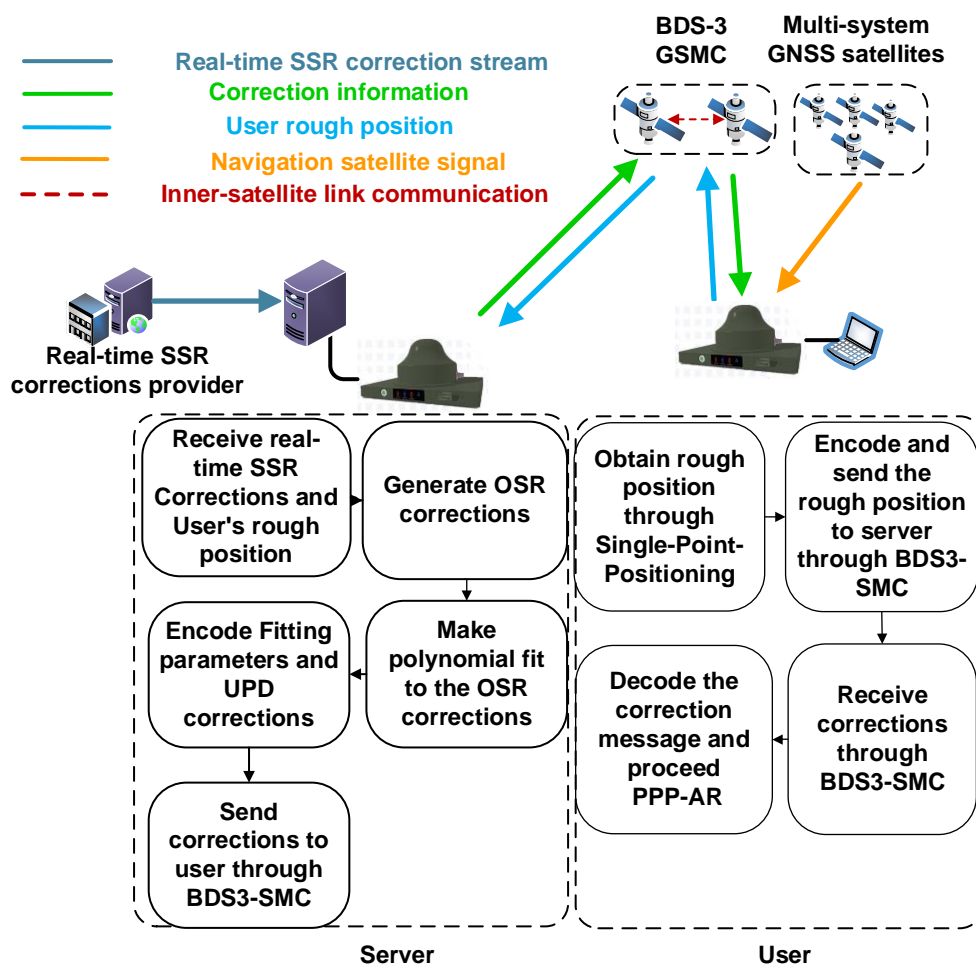 Real-time SSR correction stream
Correction information
User rough position
Navigation satellite signal
Inner-satellite link communication
BDS-3
GSMC
Multi-system
GNSS satellites
Real-time SSR
corrections provider
Receive real-
time SSR
Corrections and
User's rough
position
Generate OSR
corrections
Encode Fitting
parameters and
UPD
corrections
Make
polynomial fit
to the OSR
corrections
Send
corrections to
user through
BDS3-SMC
Server
Obtain rough
position
through
Single-Point-
Positioning
Encode and
send the
rough position
to server
through BDS3-
SMC
Decode the
correction
message and
proceed
PPP-AR
Receive
corrections
through
BDS3-SMC
User